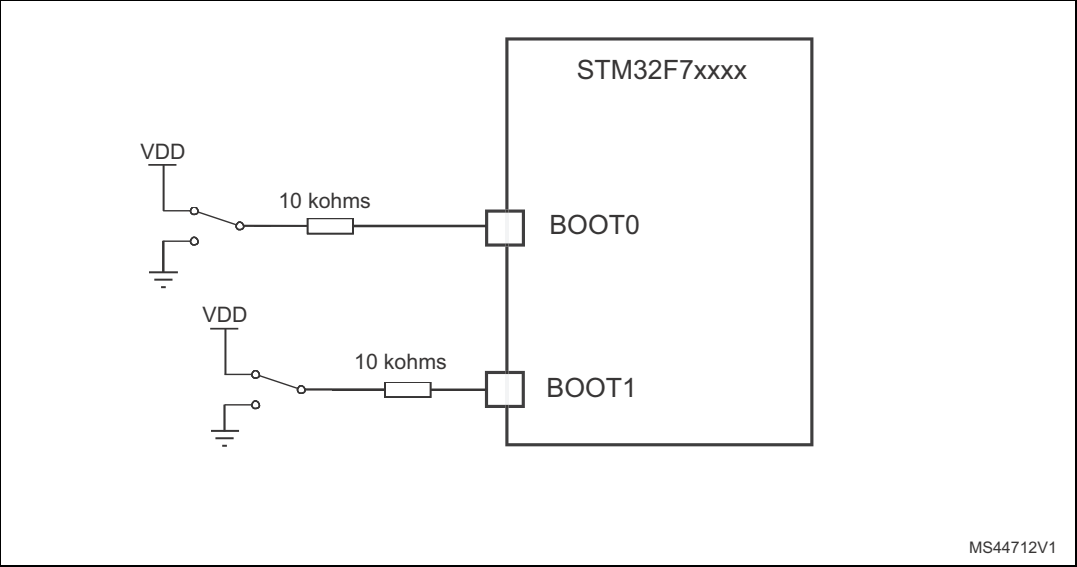 STM32F7xxxx
VDD
10 kohms
BOOT0
VDD
10 kohms
BOOT1
MS44712V1